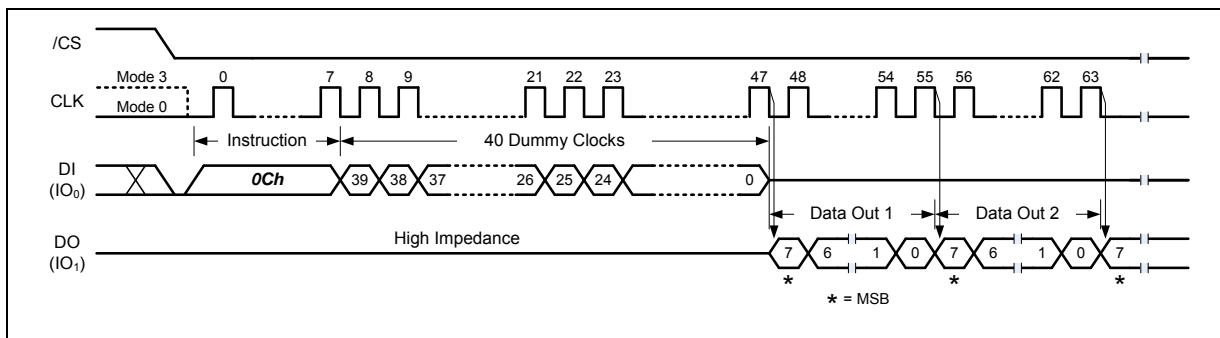 /CS
Mode 3 0 7 8 9 21 22 23 47 48 54 55 56 62 63
CLK
Mode 0
Instruction 40 Dummy Clocks
DI
(IO0)
0Ch 39 38 37 26 25 24 0
Data Out 1 Data Out 2
High Impedance
DO
(IO1)
7 6 1 0 7 6 1 0 7
* * *
* = MSB